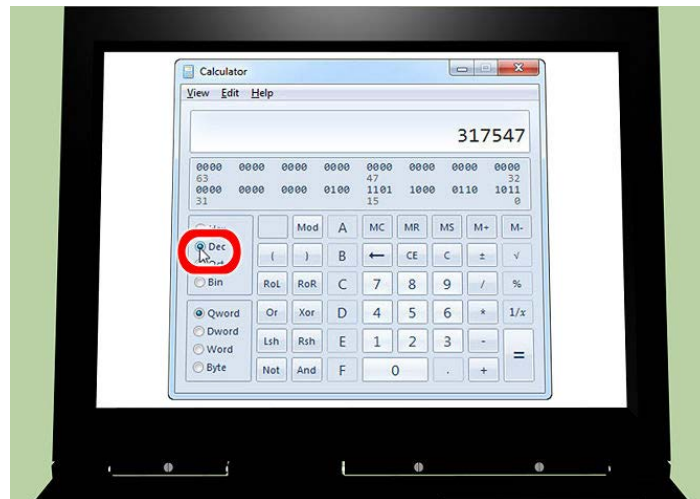 Calculator
View Edit Help
317547
0000 0000 0000 0000 0000 0000 0000 0000
63 47 32
0000 0000 0000 0100 1101 1000 0110 1011
31 15 0
Mod A MC MR MS M+ M-
Dec ( ) B ← CE C ± √
Bin RoL RoR C 7 8 9 / %
Qword Or Xor D 4 5 6 * 1/x
Dword Lsh Rsh E 1 2 3 - =
Word
Byte Not And F 0 . +